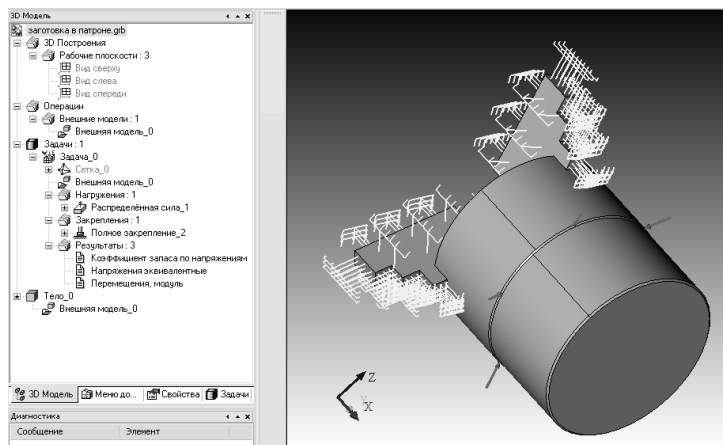 3D Модель
заготовка в патроне.grb
3D Построения
Рабочие плоскости : 3
Вид сверху
Вид слева
Вид спереди
Операции
Внешние модели : 1
Внешняя модель_0
Задачи : 1
Задача_0
Сетка_0
Внешняя модель_0
Нагружения : 1
Распределённая сила_1
Закрепления : 1
Полное закрепление_2
Результаты : 3
Коэффициент запаса по напряжениям
Напряжения эквивалентные
Перемещения, модуль
Тело_0
Внешняя модель_0
Z
Y
X
3D Модель Меню до... Свойства Задачи
Диагностика
Сообщение Элемент